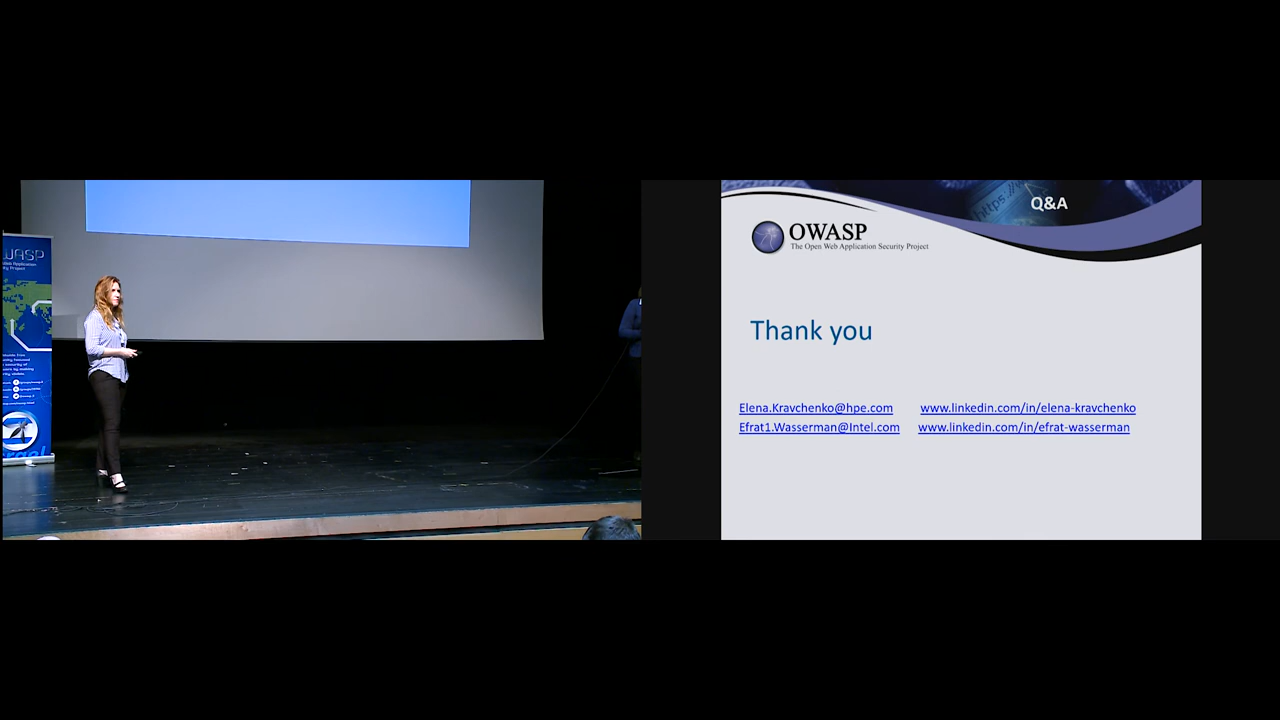 Q&A
OWASP
The Open Web Application Security Project
https://
Thank you
Elena.Kravchenko@hpe.com www.linkedin.com/in/elena-kravchenko
Efrat1.Wasserman@Intel.com www.linkedin.com/in/efrat-wasserman